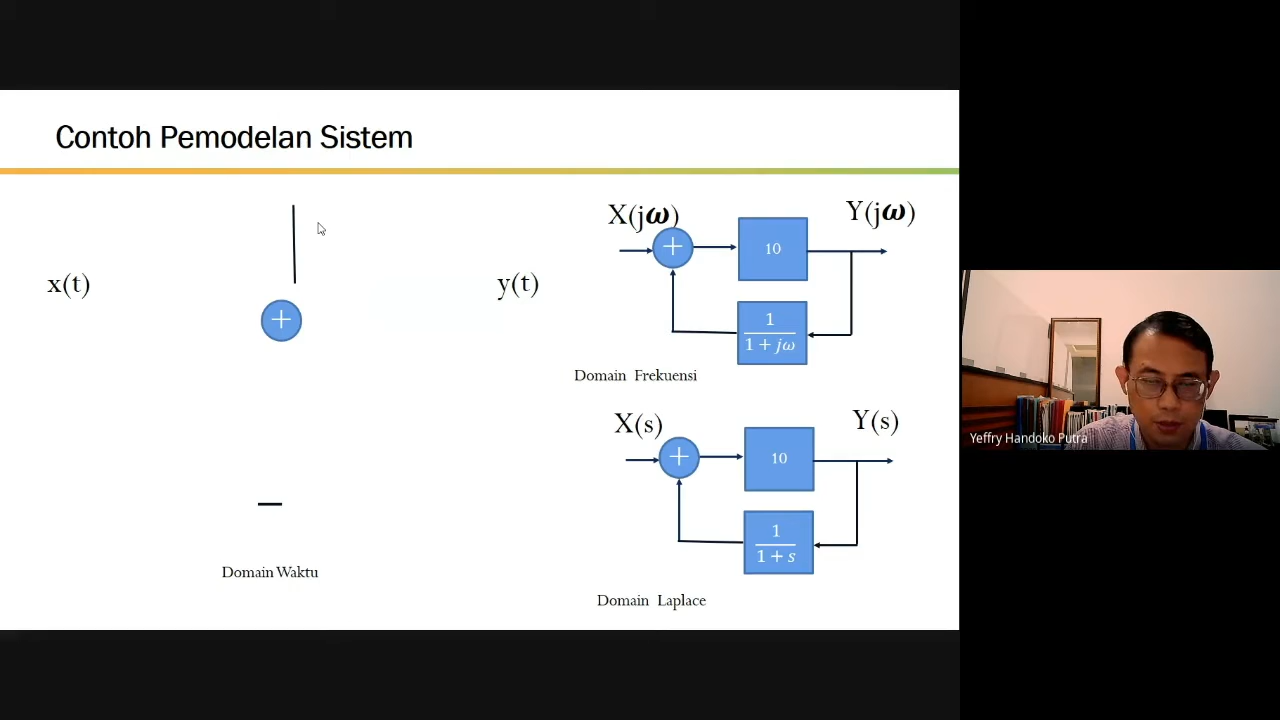 Contoh Pemodelan Sistem
x(t)
+
y(t)
Domain Waktu
X(j𝝎)
Y(j𝝎)
+
10
1
1 + jω
Domain Frekuensi
X(s)
Y(s)
+
10
1
1 + s
Domain Laplace
Yeffry Handoko Putra